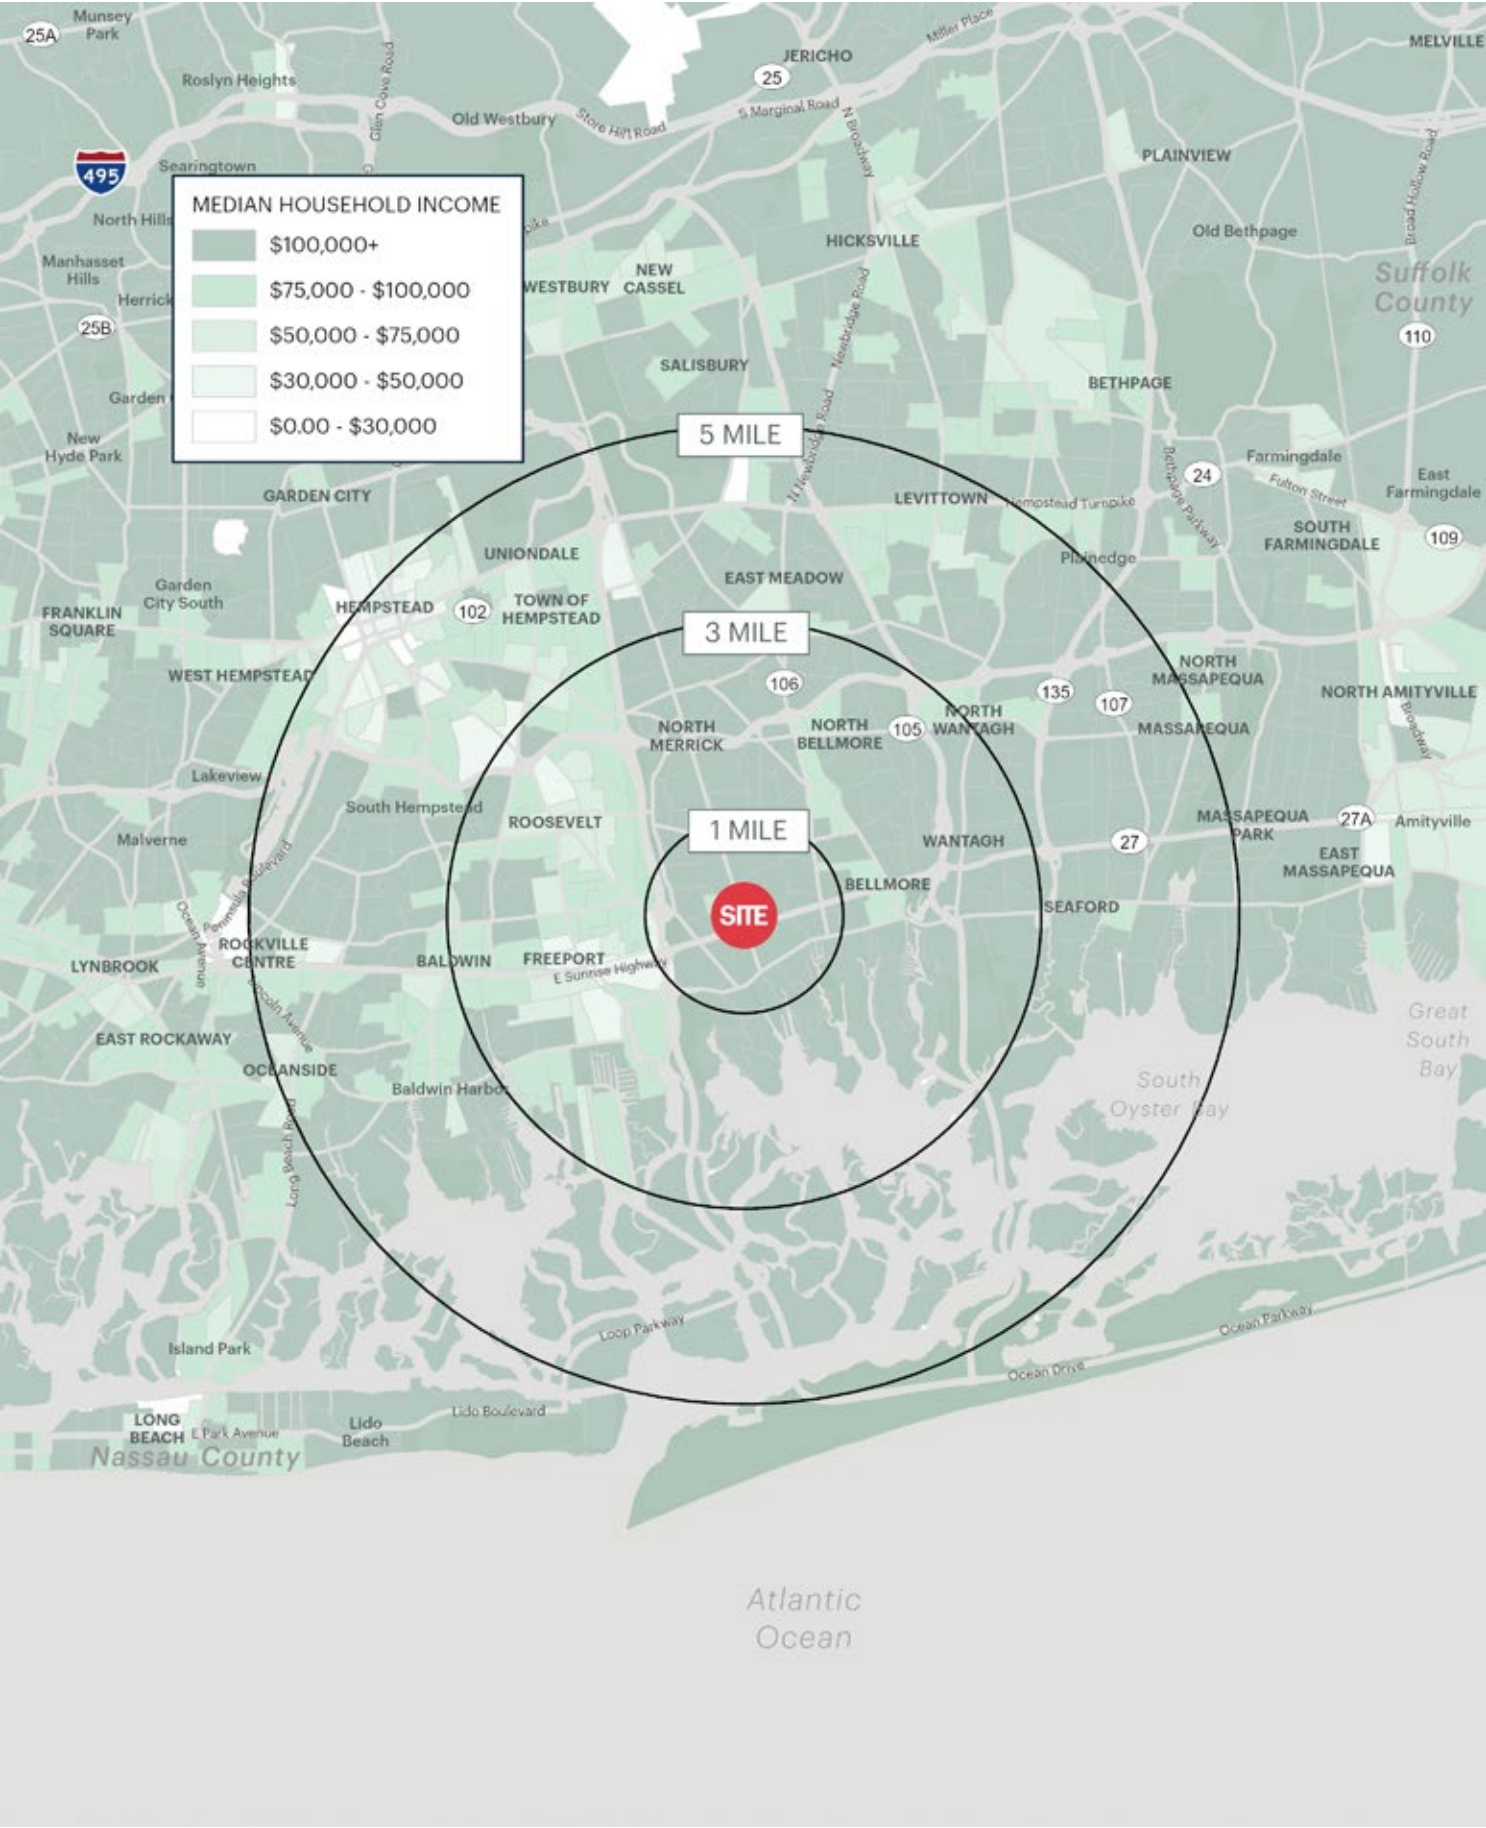 Munsey
Park
25A
Roslyn Heights
Glen Cove Road
Old Westbury
Store Hill Road
JERICHO
25
Miller Place
MELVILLE
S Marginal Road
N Broadway
495
Searingtown
PLAINVIEW
Broad Hollow Road
North Hills
Manhasset
Hills
Herrick
25B
Garden
New
Hyde Park
MEDIAN HOUSEHOLD INCOME
$100,000+
$75,000 - $100,000
$50,000 - $75,000
$30,000 - $50,000
$0.00 - $30,000
pike
WESTBURY
NEW
CASSEL
HICKSVILLE
Old Bethpage
Suffolk
County
110
Newbridge Road
Newbridge Road
SALISBURY
BETHPAGE
5 MILE
N Newbridge Road
LEVITTOWN
Hempstead Turnpike
Bethpage Parkway
24
Farmingdale
Fulton Street
East
Farmingdale
SOUTH
FARMINGDALE
109
GARDEN CITY
UNIONDALE
EAST MEADOW
Plainedge
Garden
City South
FRANKLIN
SQUARE
HEMPSTEAD
102
TOWN OF
HEMPSTEAD
3 MILE
WEST HEMPSTEAD
106
NORTH
MASSAPEQUA
135
107
NORTH AMITYVILLE
Broadway
NORTH
MERRICK
NORTH
BELLMORE
105
NORTH
WANTAGH
MASSAPEQUA
Lakeview
South Hempstead
ROOSEVELT
1 MILE
MASSAPEQUA
PARK
27A
Amityville
Malverne
WANTAGH
27
EAST
MASSAPEQUA
Peninsula Boulevard
Ocean Avenue
BELLMORE
SITE
SEAFORD
ROCKVILLE
CENTRE
LYNBROOK
BALDWIN
FREEPORT
E Sunrise Highway
Lincoln Avenue
EAST ROCKAWAY
OCEANSIDE
Baldwin Harbor
Long Beach Road
Great
South
Bay
South
Oyster Bay
Island Park
Loop Parkway
Ocean Parkway
Ocean Drive
LONG
BEACH
E Park Avenue
Lido
Beach
Lido Boulevard
Nassau County
Atlantic
Ocean